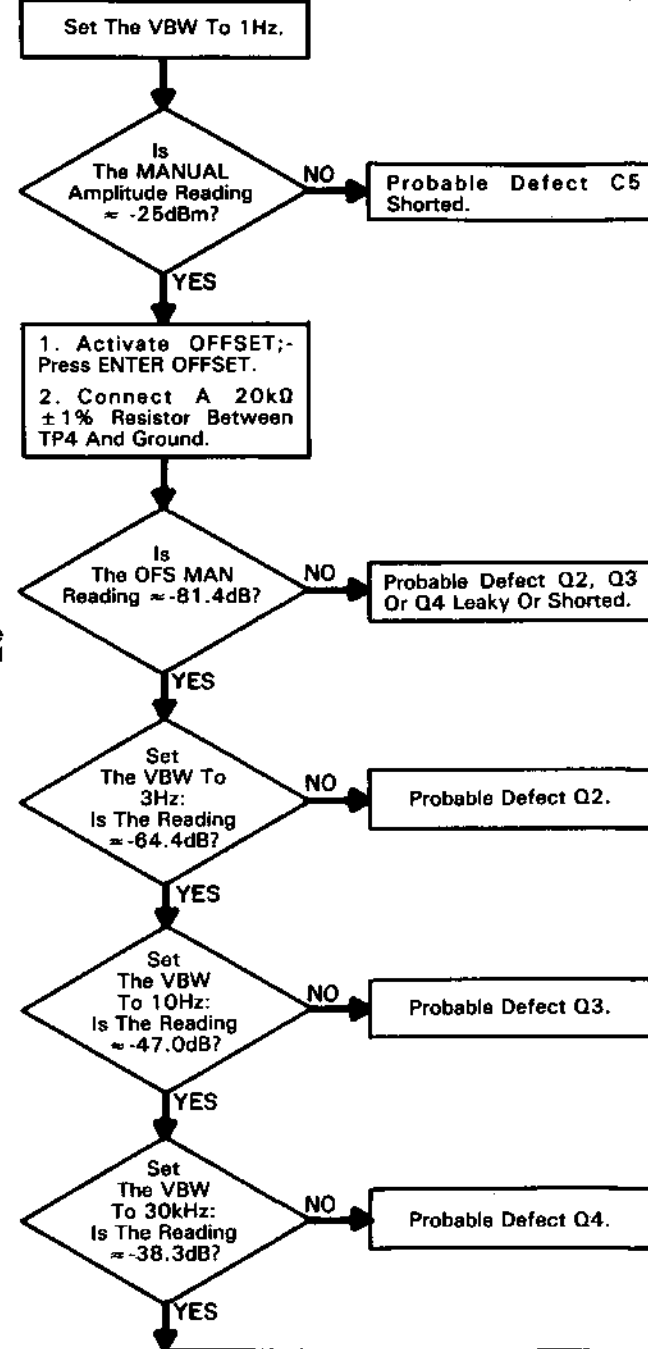 Set The VBW To 1Hz.
Is
The MANUAL
Amplitude Reading
≈ -25dBm?
NO
Probable Defect C5
Shorted.
YES
1. Activate OFFSET;-
Press ENTER OFFSET.
2. Connect A 20kΩ
±1% Resistor Between
TP4 And Ground.
Is
The OFS MAN
Reading ≈-81.4dB?
NO
Probable Defect Q2, Q3
Or Q4 Leaky Or Shorted.
YES
Set
The VBW To
3Hz:
Is The Reading
≈-64.4dB?
NO
Probable Defect Q2.
YES
Set
The VBW
To 10Hz:
Is The Reading
≈-47.0dB?
NO
Probable Defect Q3.
YES
Set
The VBW
To 30kHz:
Is The Reading
≈-38.3dB?
NO
Probable Defect Q4.
YES